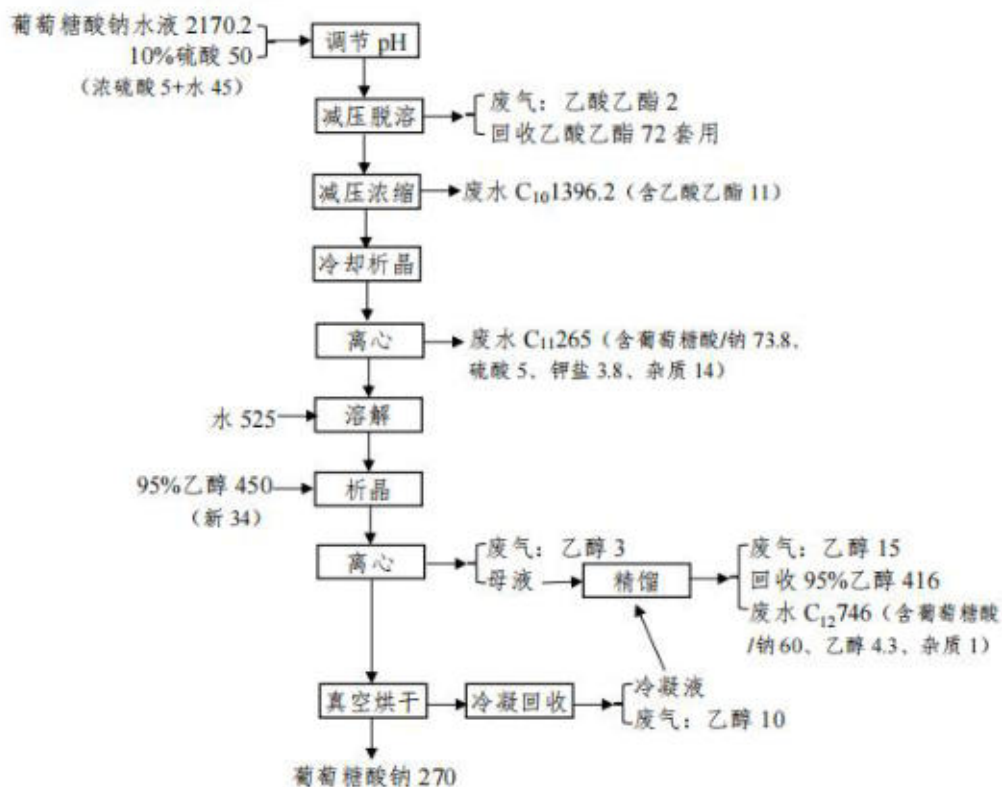 葡萄糖酸钠水液 2170.2
10%硫酸 50
（浓硫酸 5+水 45）
调节 pH
减压脱溶
废气：乙酸乙酯 2
回收乙酸乙酯 72 套用
减压浓缩
废水 C₁₀1396.2（含乙酸乙酯 11）
冷却析晶
离心
废水 C₁₁265（含葡萄糖酸/钠 73.8、
硫酸 5、钾盐 3.8、杂质 14）
水 525
溶解
95%乙醇 450
（新 34）
析晶
离心
废气：乙醇 3
母液
精馏
废气：乙醇 15
回收 95%乙醇 416
废水 C₁₂746（含葡萄糖酸
/钠 60、乙醇 4.3、杂质 1）
真空烘干
冷凝回收
冷凝液
废气：乙醇 10
葡萄糖酸钠 270